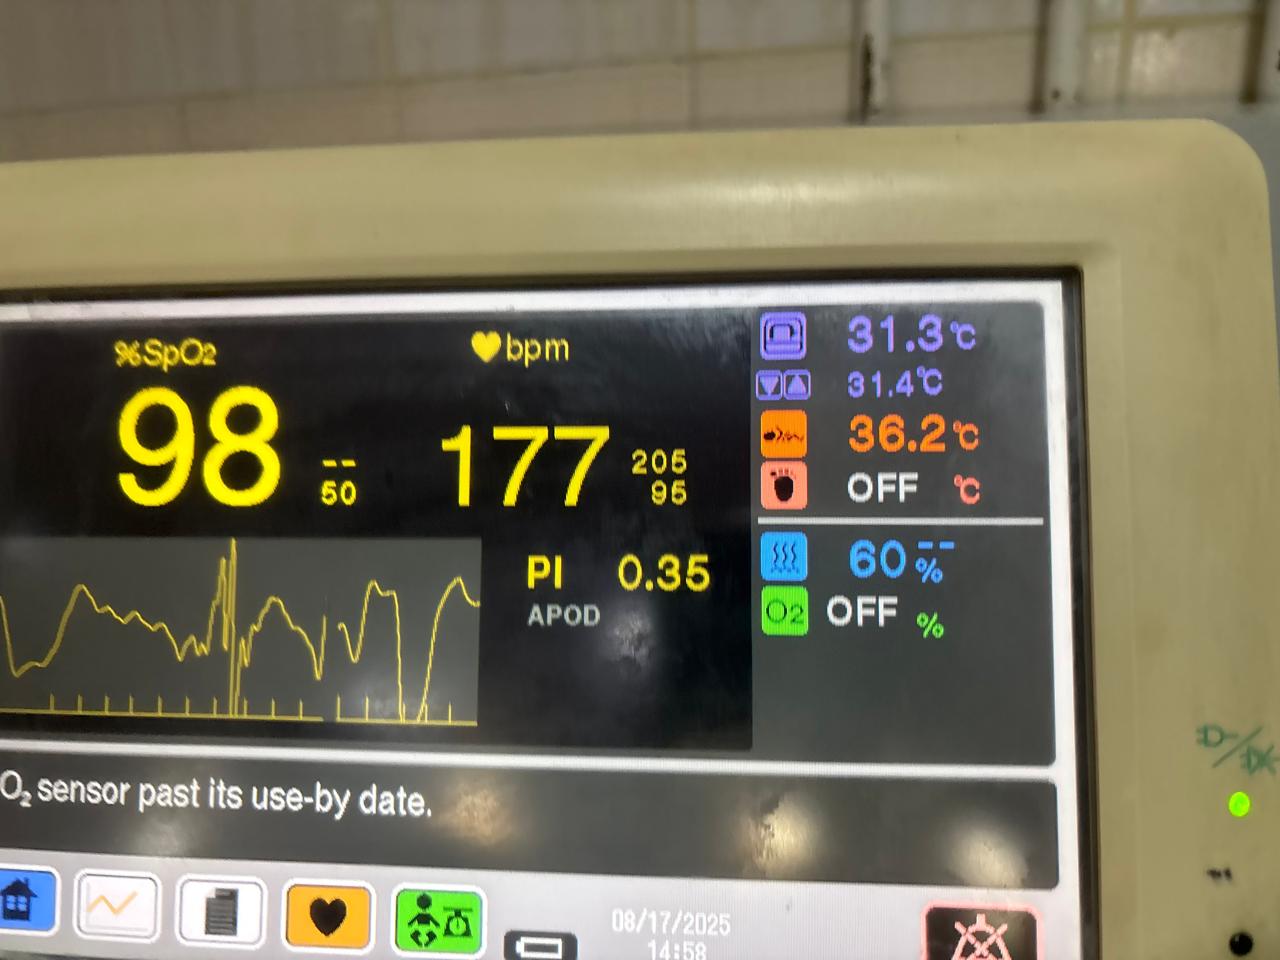 %SpO2
98
--
50
bpm
177
205
95
PI 0.35
APOD
31.3°C
31.4°C
36.2°C
OFF °C
60 --
%
O2 OFF %
O2 sensor past its use-by date.
08/17/2025
14:58